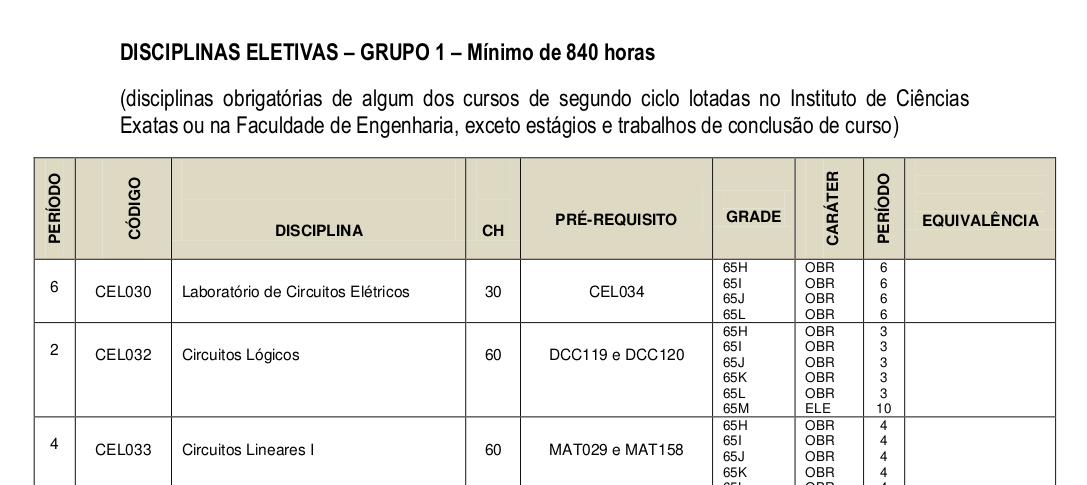 DISCIPLINAS ELETIVAS – GRUPO 1 – Mínimo de 840 horas
(disciplinas obrigatórias de algum dos cursos de segundo ciclo lotadas no Instituto de Ciências
Exatas ou na Faculdade de Engenharia, exceto estágios e trabalhos de conclusão de curso)
PERÍODO CÓDIGO DISCIPLINA CH PRÉ-REQUISITO GRADE CARÁTER PERÍODO EQUIVALÊNCIA
6 CEL030 Laboratório de Circuitos Elétricos 30 CEL034
65H OBR 6
65I OBR 6
65J OBR 6
65L OBR 6
2 CEL032 Circuitos Lógicos 60 DCC119 e DCC120
65H OBR 3
65I OBR 3
65J OBR 3
65K OBR 3
65L OBR 3
65M ELE 10
4 CEL033 Circuitos Lineares I 60 MAT029 e MAT158
65H OBR 4
65I OBR 4
65J OBR 4
65K OBR 4